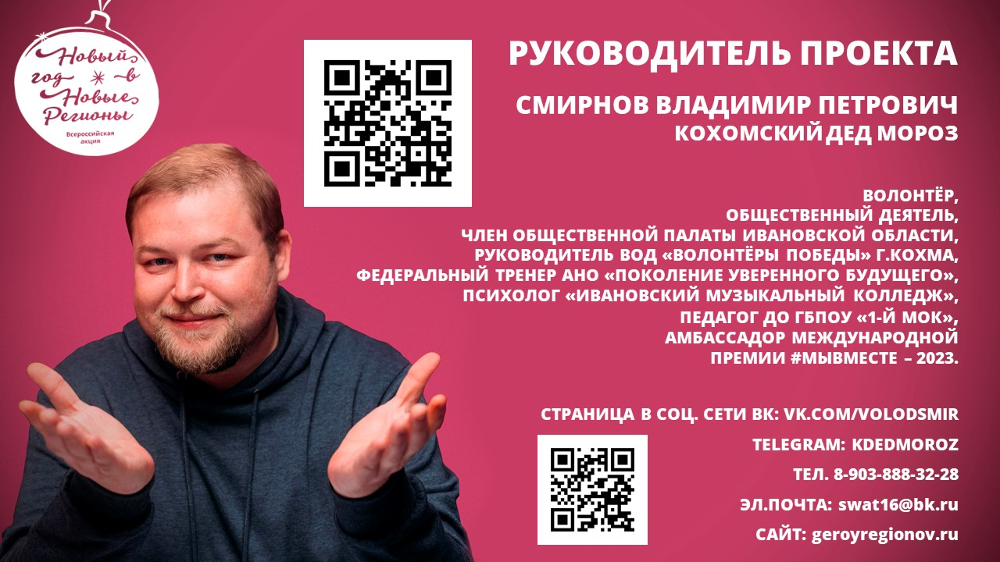 Новый
год в
Новые
Регионы
Всероссийская
акция
РУКОВОДИТЕЛЬ ПРОЕКТА
СМИРНОВ ВЛАДИМИР ПЕТРОВИЧ
КОХОМСКИЙ ДЕД МОРОЗ
ВОЛОНТЁР,
ОБЩЕСТВЕННЫЙ ДЕЯТЕЛЬ,
ЧЛЕН ОБЩЕСТВЕННОЙ ПАЛАТЫ ИВАНОВСКОЙ ОБЛАСТИ,
РУКОВОДИТЕЛЬ ВОД «ВОЛОНТЁРЫ ПОБЕДЫ» Г.КОХМА,
ФЕДЕРАЛЬНЫЙ ТРЕНЕР АНО «ПОКОЛЕНИЕ УВЕРЕННОГО БУДУЩЕГО»,
ПСИХОЛОГ «ИВАНОВСКИЙ МУЗЫКАЛЬНЫЙ КОЛЛЕДЖ»,
ПЕДАГОГ ДО ГБПОУ «1-Й МОК»,
АМБАССАДОР МЕЖДУНАРОДНОЙ
ПРЕМИИ #МЫВМЕСТЕ – 2023.
СТРАНИЦА В СОЦ. СЕТИ ВК: VK.COM/VOLODSMIR
TELEGRAM: KDEDMOROZ
ТЕЛ. 8-903-888-32-28
ЭЛ.ПОЧТА: swat16@bk.ru
САЙТ: geroyregionov.ru